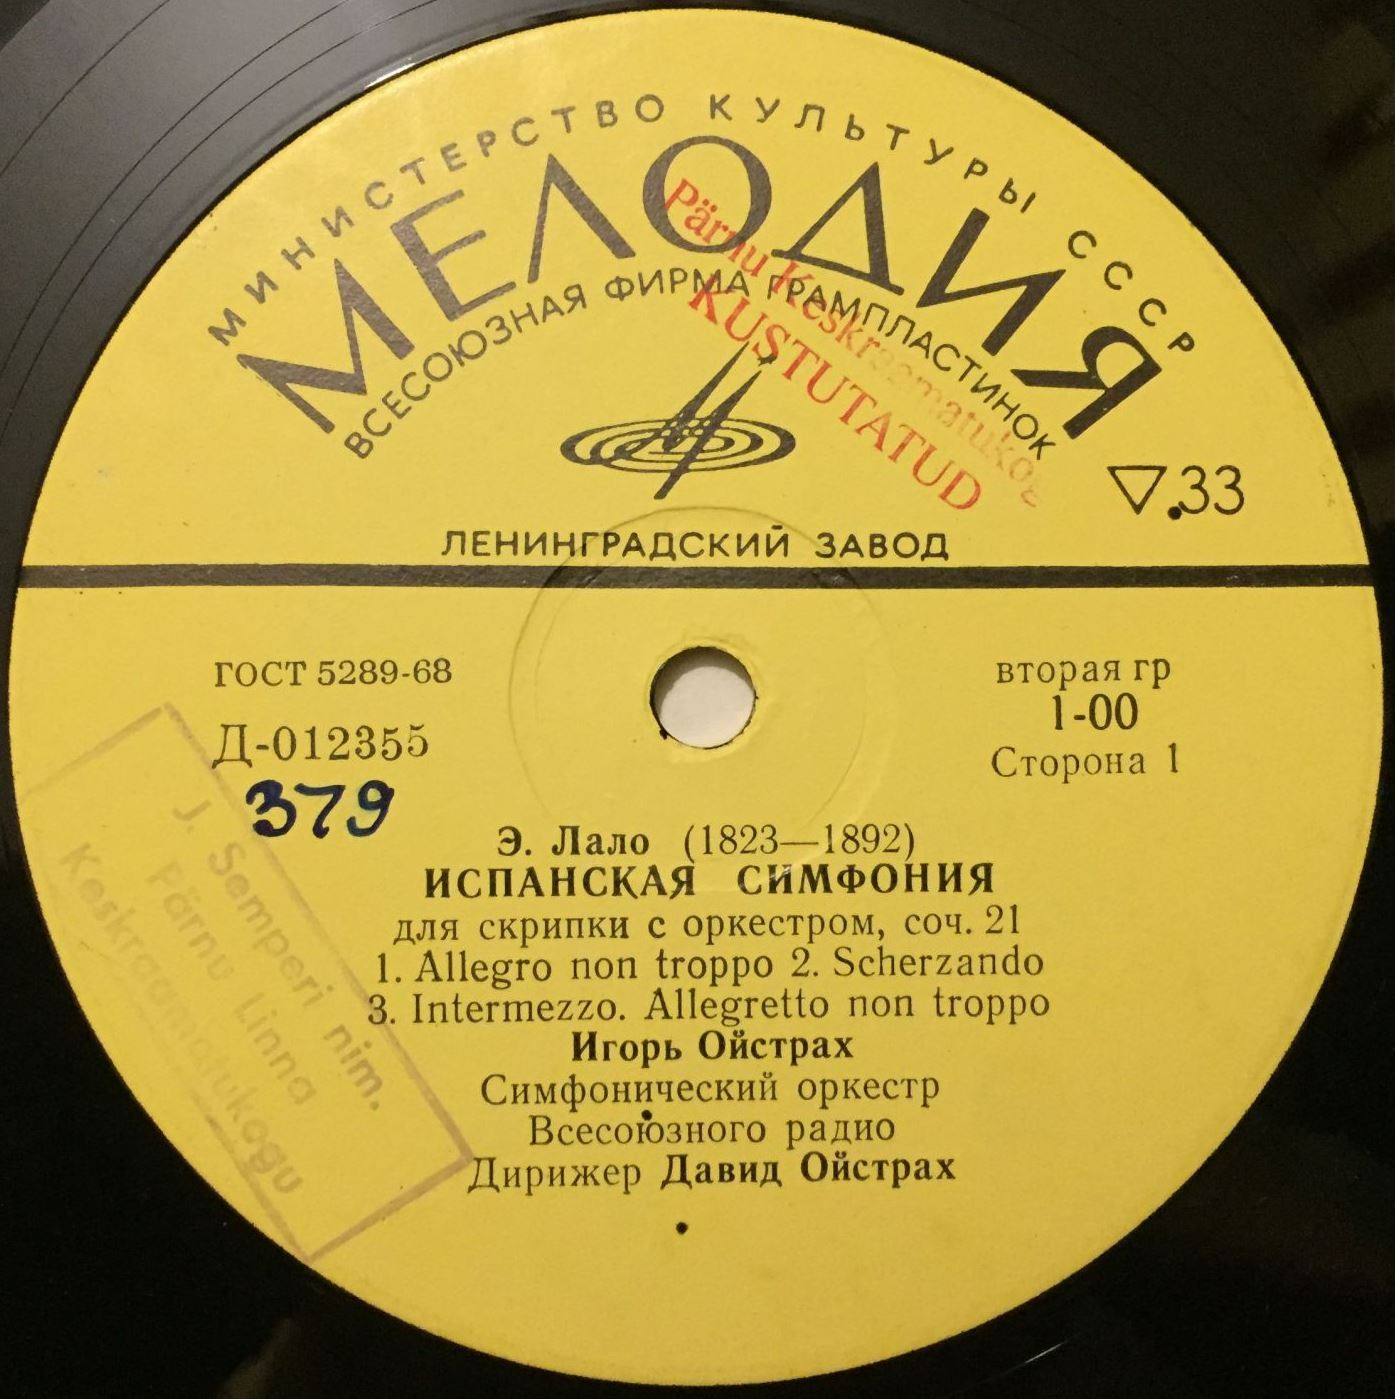 МИНИСТЕРСТВО КУЛЬТУРЫ СССР
МЕЛОДИЯ
ВСЕСОЮЗНАЯ ФИРМА ГРАМПЛАСТИНОК
Pärnu Keskraamatukogu
KUSTUTATUD
33
ЛЕНИНГРАДСКИЙ ЗАВОД
ГОСТ 5289-68
Д-012355
379
вторая гр
1-00
Сторона 1
J. Semperi nim.
Pärnu Linna
Keskraamatukogu
Э. Лало (1823—1892)
ИСПАНСКАЯ СИМФОНИЯ
для скрипки с оркестром, соч. 21
1. Allegro non troppo 2. Scherzando
3. Intermezzo. Allegretto non troppo
Игорь Ойстрах
Симфонический оркестр
Всесоюзного радио
Дирижер Давид Ойстрах